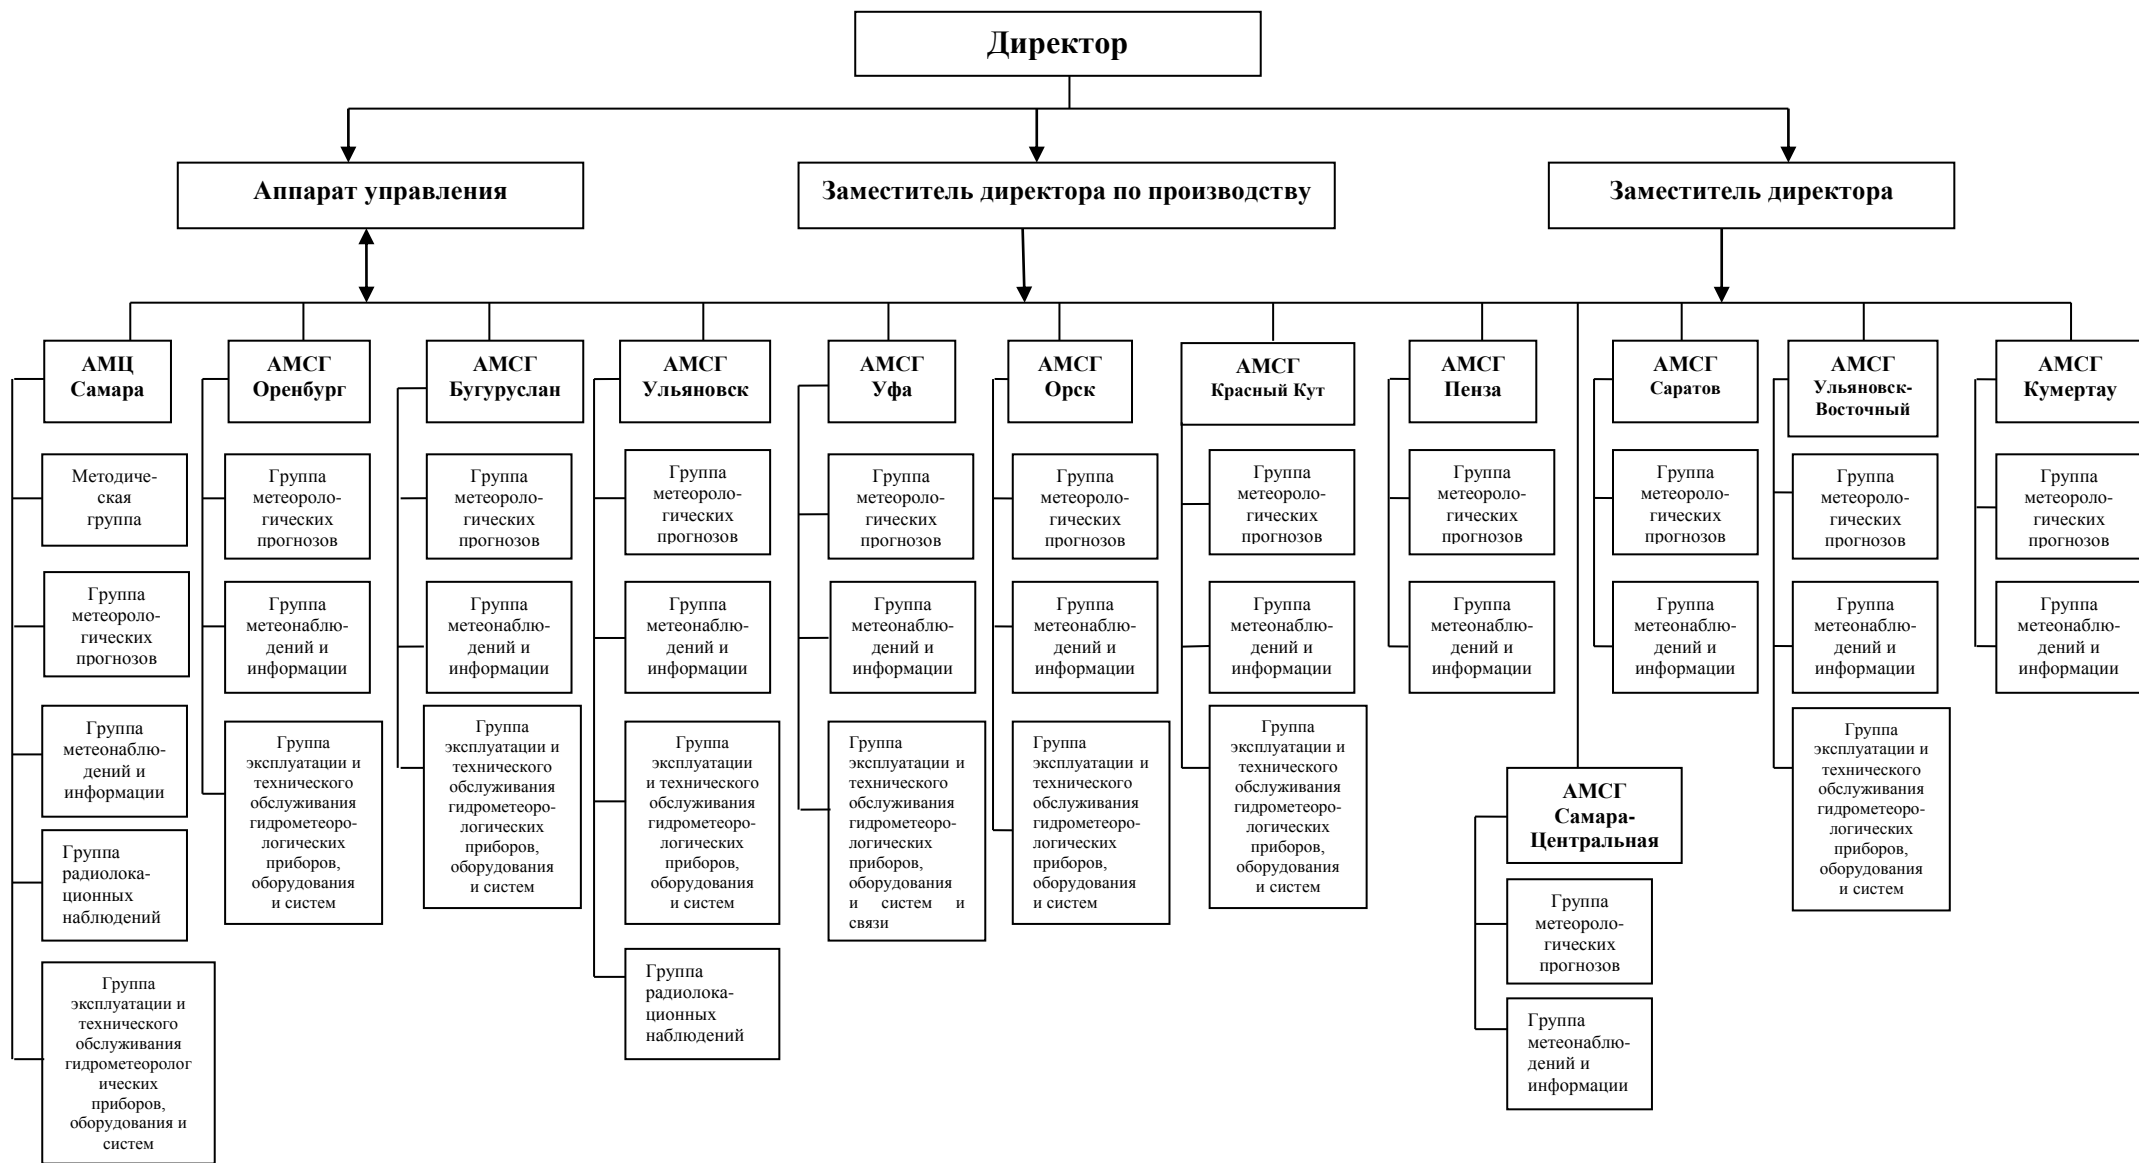 Директор
Аппарат управления
Заместитель директора по производству
Заместитель директора
АМЦ
Самара
Методиче-
ская
группа
Группа
метеороло-
гических
прогнозов
Группа
метеонаблю-
дений и
информации
Группа
радиолока-
ционных
наблюдений
Группа
эксплуатации и
технического
обслуживания
гидрометеоролог
ических
приборов,
оборудования и
систем
АМСГ
Оренбург
Группа
метеороло-
гических
прогнозов
Группа
метеонаблю-
дений и
информации
Группа
эксплуатации и
технического
обслуживания
гидрометеоро-
логических
приборов,
оборудования
и систем
АМСГ
Бугуруслан
Группа
метеороло-
гических
прогнозов
Группа
метеонаблю-
дений и
информации
Группа
эксплуатации и
технического
обслуживания
гидрометеоро-
логических
приборов,
оборудования
и систем
АМСГ
Ульяновск
Группа
метеороло-
гических
прогнозов
Группа
метеонаблю-
дений и
информации
Группа
эксплуатации
и технического
обслуживания
гидрометеоро-
логических
приборов,
оборудования
и систем
Группа
радиолока-
ционных
наблюдений
АМСГ
Уфа
Группа
метеороло-
гических
прогнозов
Группа
метеонаблю-
дений и
информации
Группа
эксплуатации и
технического
обслуживания
гидрометеоро-
логических
приборов,
оборудования
и систем и
связи
АМСГ
Орск
Группа
метеороло-
гических
прогнозов
Группа
метеонаблю-
дений и
информации
Группа
эксплуатации и
технического
обслуживания
гидрометеоро-
логических
приборов,
оборудования
и систем
АМСГ
Красный Кут
Группа
метеороло-
гических
прогнозов
Группа
метеонаблю-
дений и
информации
Группа
эксплуатации и
технического
обслуживания
гидрометеоро-
логических
приборов,
оборудования
и систем
АМСГ
Пенза
Группа
метеороло-
гических
прогнозов
Группа
метеонаблю-
дений и
информации
АМСГ
Самара-
Центральная
Группа
метеороло-
гических
прогнозов
Группа
метеонаблю-
дений и
информации
АМСГ
Саратов
Группа
метеороло-
гических
прогнозов
Группа
метеонаблю-
дений и
информации
АМСГ
Ульяновск-
Восточный
Группа
метеороло-
гических
прогнозов
Группа
метеонаблю-
дений и
информации
Группа
эксплуатации и
технического
обслуживания
гидрометеоро-
логических
приборов,
оборудования
и систем
АМСГ
Кумертау
Группа
метеороло-
гических
прогнозов
Группа
метеонаблю-
дений и
информации